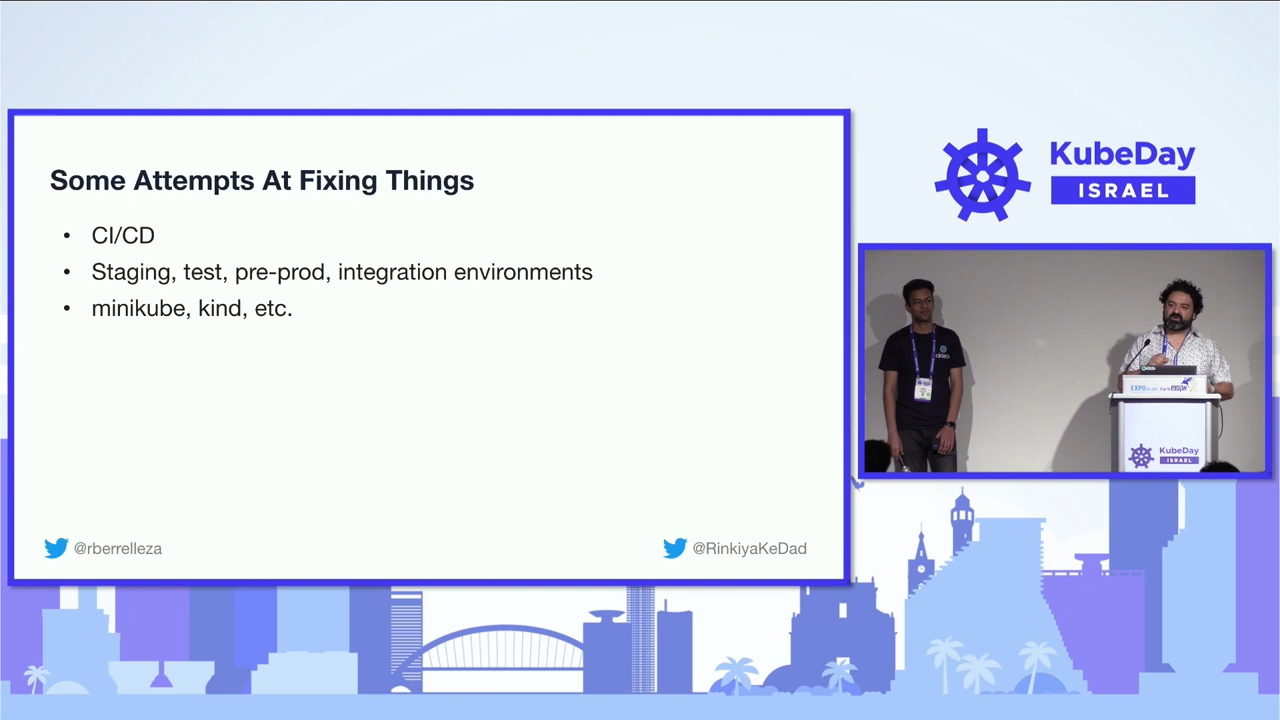 Some Attempts At Fixing Things
• CI/CD
• Staging, test, pre-prod, integration environments
• minikube, kind, etc.
@rberrelleza
@RinkiyaKeDad
KubeDay
ISRAEL
KubeDay
ISRAEL